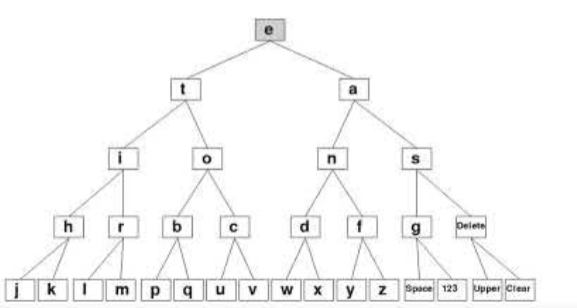 e
t a
i o n s
h r b c d f g Delete
j k l m p q u v w x y z Space 123 Upper Clear